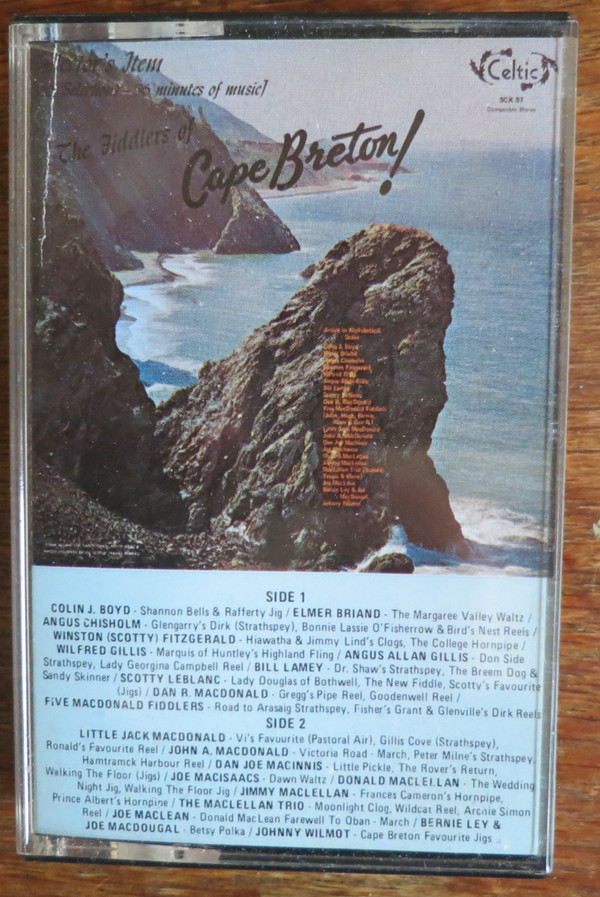 Item
minutes of music]
Celtic
SCX 57
Compatible Stereo
The Fiddlers of
Cape Breton!
SIDE 1
COLIN J. BOYD - Shannon Bells & Rafferty Jig / ELMER BRIAND - The Margaree Valley Waltz /
ANGUS CHISHOLM - Glengarry's Dirk (Strathspey), Bonnie Lassie O'Fisherrow & Bird's Nest Reels /
WINSTON (SCOTTY) FITZGERALD - Hiawatha & Jimmy Lind's Clogs, The College Hornpipe /
WILFRED GILLIS - Marquis of Huntley's Highland Fling / ANGUS ALLAN GILLIS - Don Side
Strathspey, Lady Georgina Campbell Reel / BILL LAMEY - Dr. Shaw's Strathspey, The Breem Dog &
Sandy Skinner / SCOTTY LEBLANC - Lady Douglas of Bothwell, The New Fiddle, Scotty's Favourite
(Jigs) / DAN R. MACDONALD - Gregg's Pipe Reel, Goodenwell Reel /
FIVE MACDONALD FIDDLERS - Road to Arasaig Strathspey, Fisher's Grant & Glenville's Dirk Reels
SIDE 2
LITTLE JACK MACDONALD - Vi's Favourite (Pastoral Air), Gillis Cove (Strathspey),
Ronald's Favourite Reel / JOHN A. MACDONALD - Victoria Road - March, Peter Milne's Strathspey,
Hamtramck Harbour Reel / DAN JOE MACINNIS - Little Pickle, The Rover's Return,
Walking The Floor (Jigs) / JOE MACISAACS - Dawn Waltz / DONALD MACLELLAN - The Wedding
Night Jig, Walking The Floor Jig / JIMMY MACLELLAN - Frances Cameron's Hornpipe,
Prince Albert's Hornpine / THE MACLELLAN TRIO - Moonlight Clog, Wildcat Reel, Archie Simon
Reel / JOE MACLEAN - Donald MacLean Farewell To Oban - March / BERNIE LEY &
JOE MACDOUGAL - Betsy Polka / JOHNNY WILMOT - Cape Breton Favourite Jigs